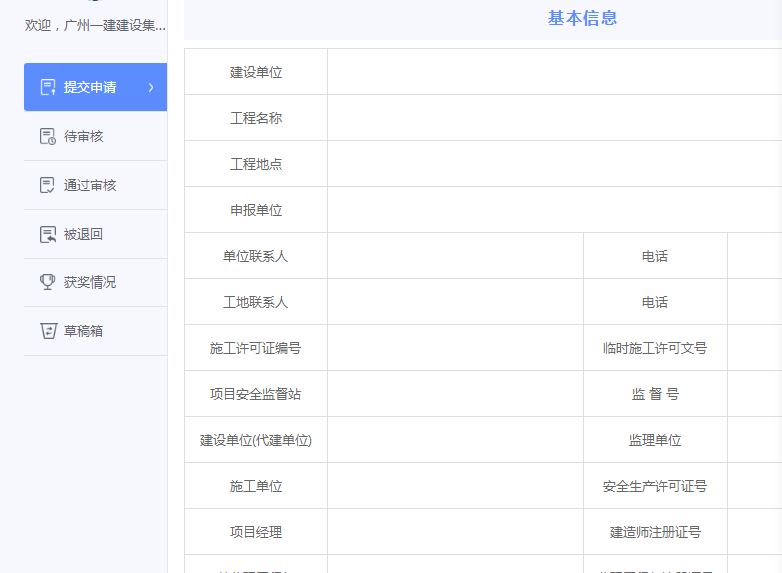 欢迎，广州一建建设集...
提交申请
待审核
通过审核
被退回
获奖情况
草稿箱
基本信息
建设单位
工程名称
工程地点
申报单位
单位联系人 电话
工地联系人 电话
施工许可证编号 临时施工许可文号
项目安全监督站 监 督 号
建设单位(代建单位) 监理单位
施工单位 安全生产许可证号
项目经理 建造师注册证号